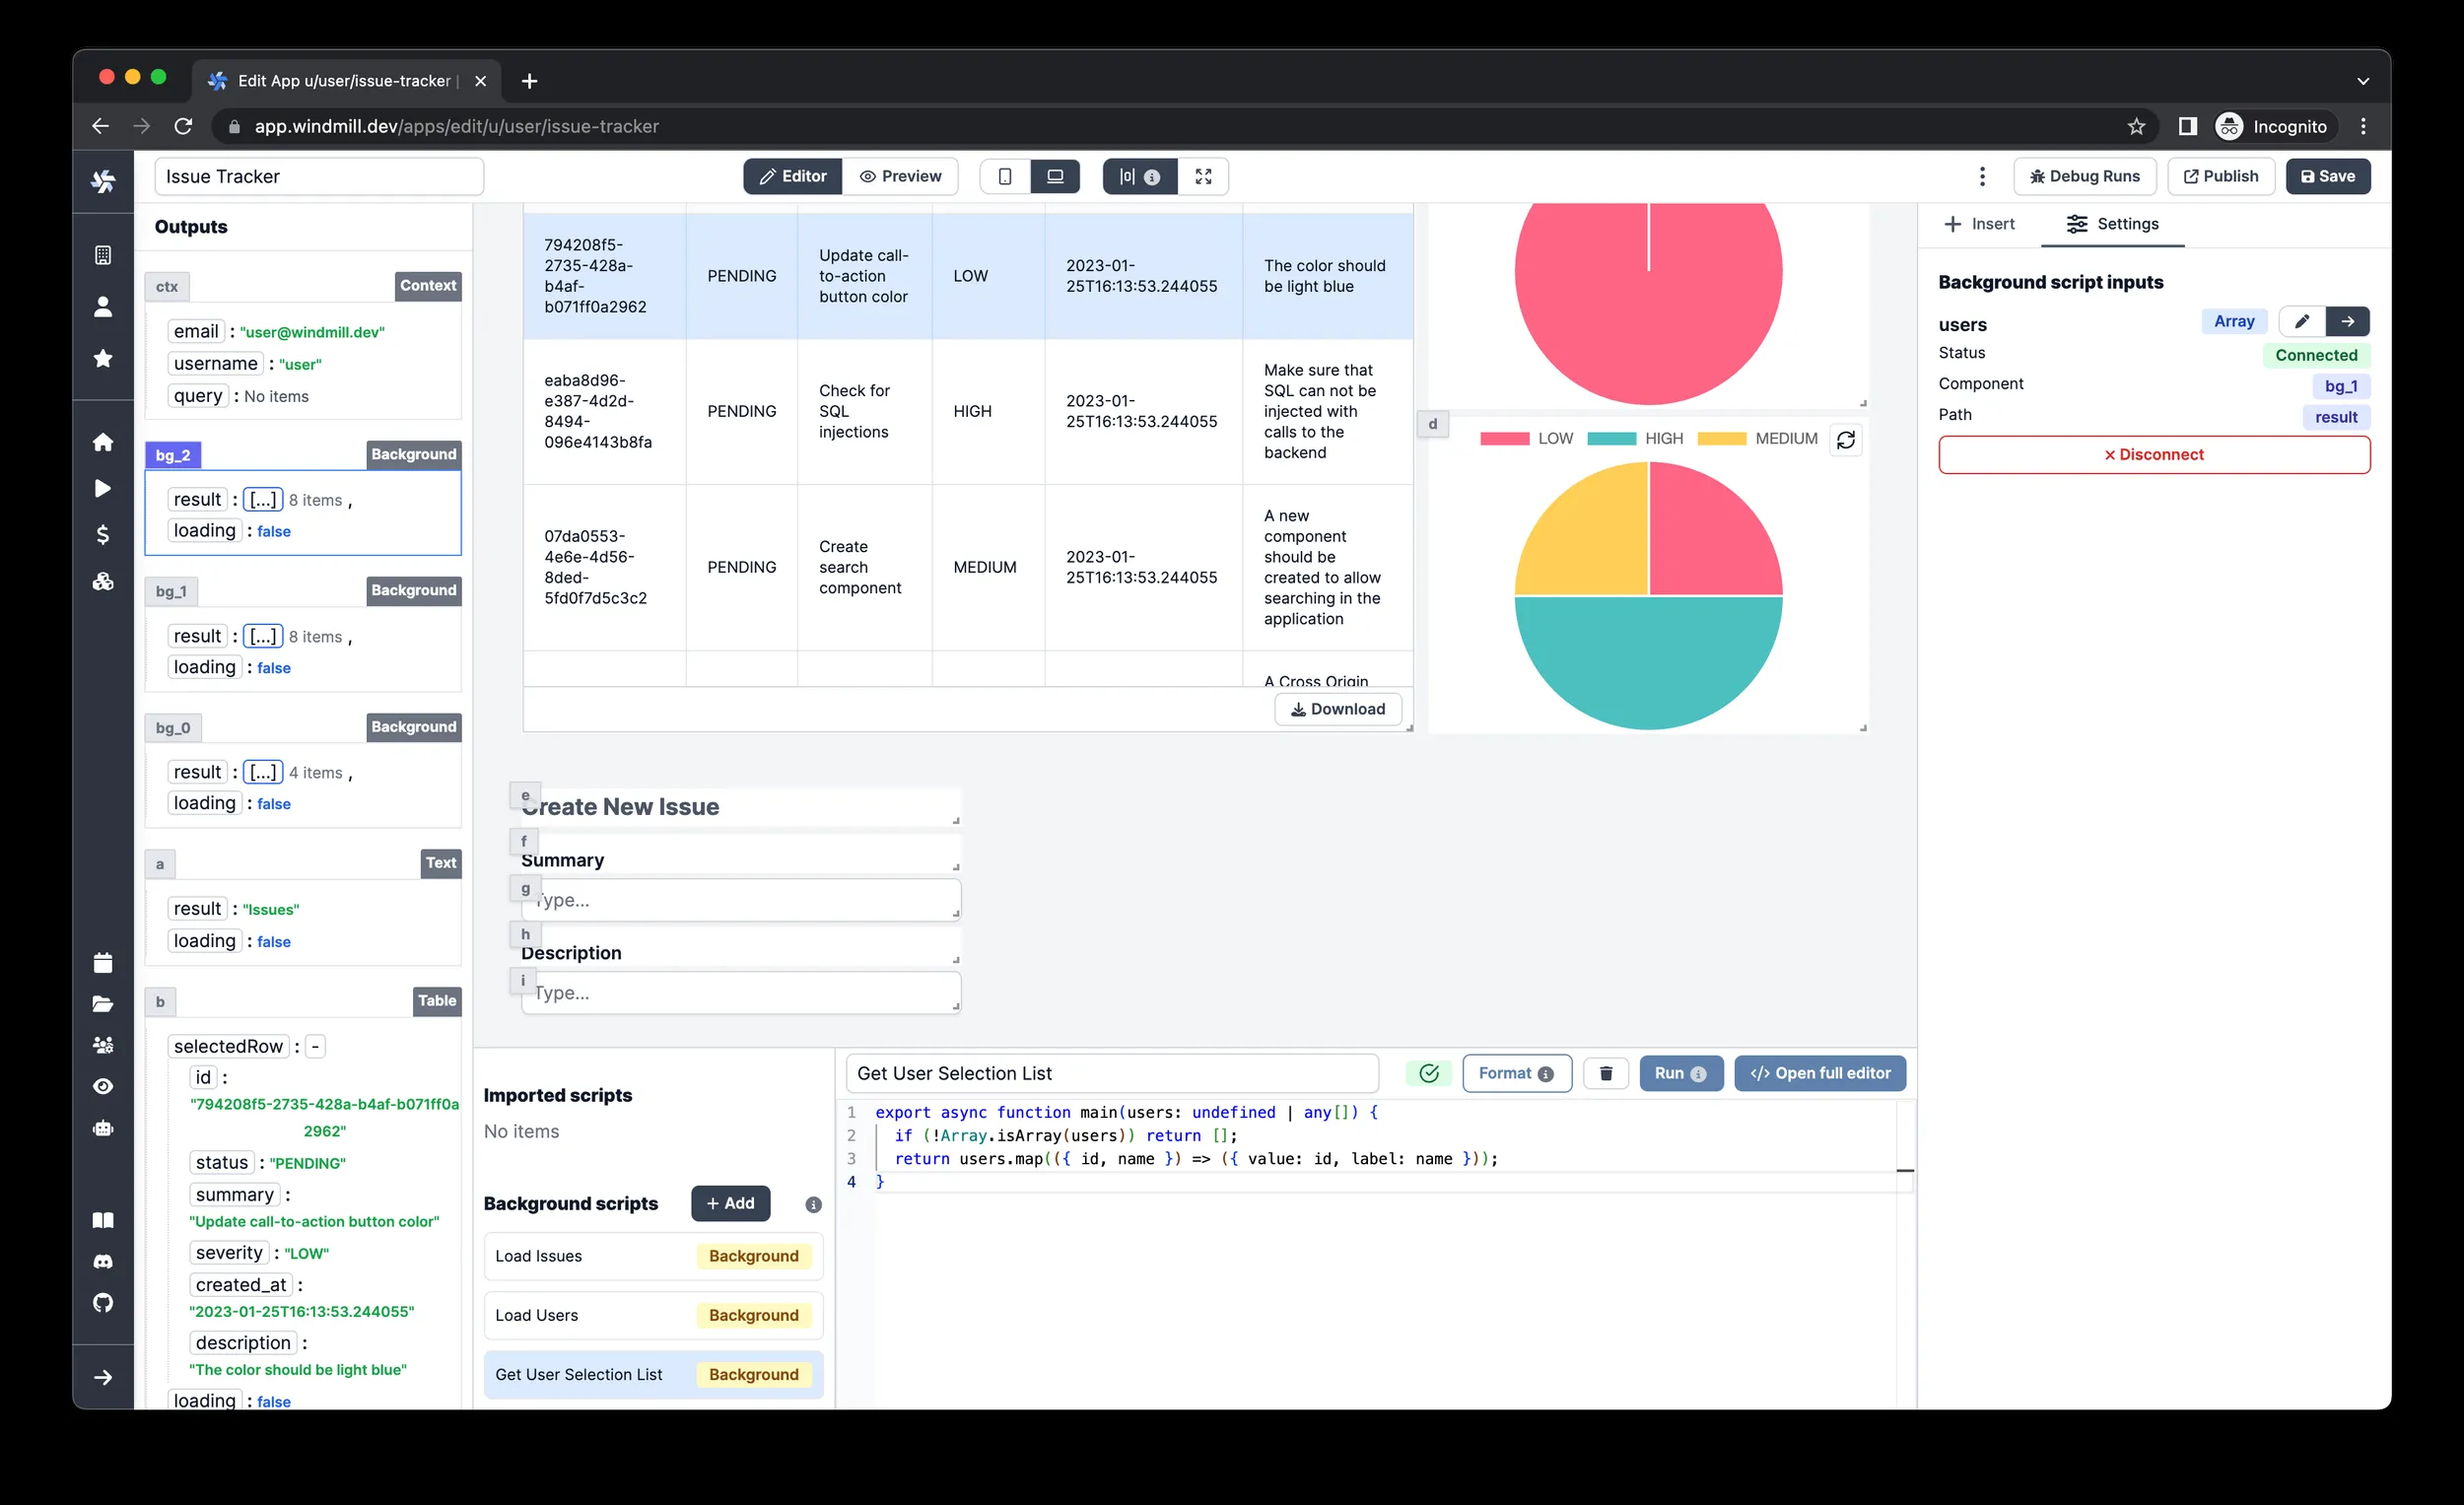 Edit App u/user/issue-tracker |
app.windmill.dev/apps/edit/u/user/issue-tracker
Incognito
Issue Tracker
Editor
Preview
Debug Runs
Publish
Save
Outputs
ctx
Context
email : "user@windmill.dev"
username : "user"
query : No items
bg_2
Background
result : [...] 8 items ,
loading : false
bg_1
Background
result : [...] 8 items ,
loading : false
bg_0
Background
result : [...] 4 items ,
loading : false
a
Text
result : "Issues"
loading : false
b
Table
selectedRow : -
id :
"794208f5-2735-428a-b4af-b071ff0a
2962"
status : "PENDING"
summary :
"Update call-to-action button color"
severity : "LOW"
created_at :
"2023-01-25T16:13:53.244055"
description :
"The color should be light blue"
loading : false
794208f5-
2735-428a-
b4af-
b071ff0a2962
PENDING
Update call-
to-action
button color
LOW
2023-01-
25T16:13:53.244055
The color should
be light blue
eaba8d96-
e387-4d2d-
8494-
096e4143b8fa
PENDING
Check for
SQL
injections
HIGH
2023-01-
25T16:13:53.244055
Make sure that
SQL can not be
injected with
calls to the
backend
07da0553-
4e6e-4d56-
8ded-
5fd0f7d5c3c2
PENDING
Create
search
component
MEDIUM
2023-01-
25T16:13:53.244055
A new
component
should be
created to allow
searching in the
application
A Cross Origin
Download
d
LOW
HIGH
MEDIUM
e
Create New Issue
f
Summary
g
Type...
h
Description
i
Type...
Imported scripts
No items
Background scripts
+ Add
Load Issues
Background
Load Users
Background
Get User Selection List
Background
Get User Selection List
Format
Run
</> Open full editor
1 export async function main(users: undefined | any[]) {
2 if (!Array.isArray(users)) return [];
3 return users.map(({ id, name }) => ({ value: id, label: name }));
4 }
+ Insert
Settings
Background script inputs
users
Array
Status
Connected
Component
bg_1
Path
result
× Disconnect